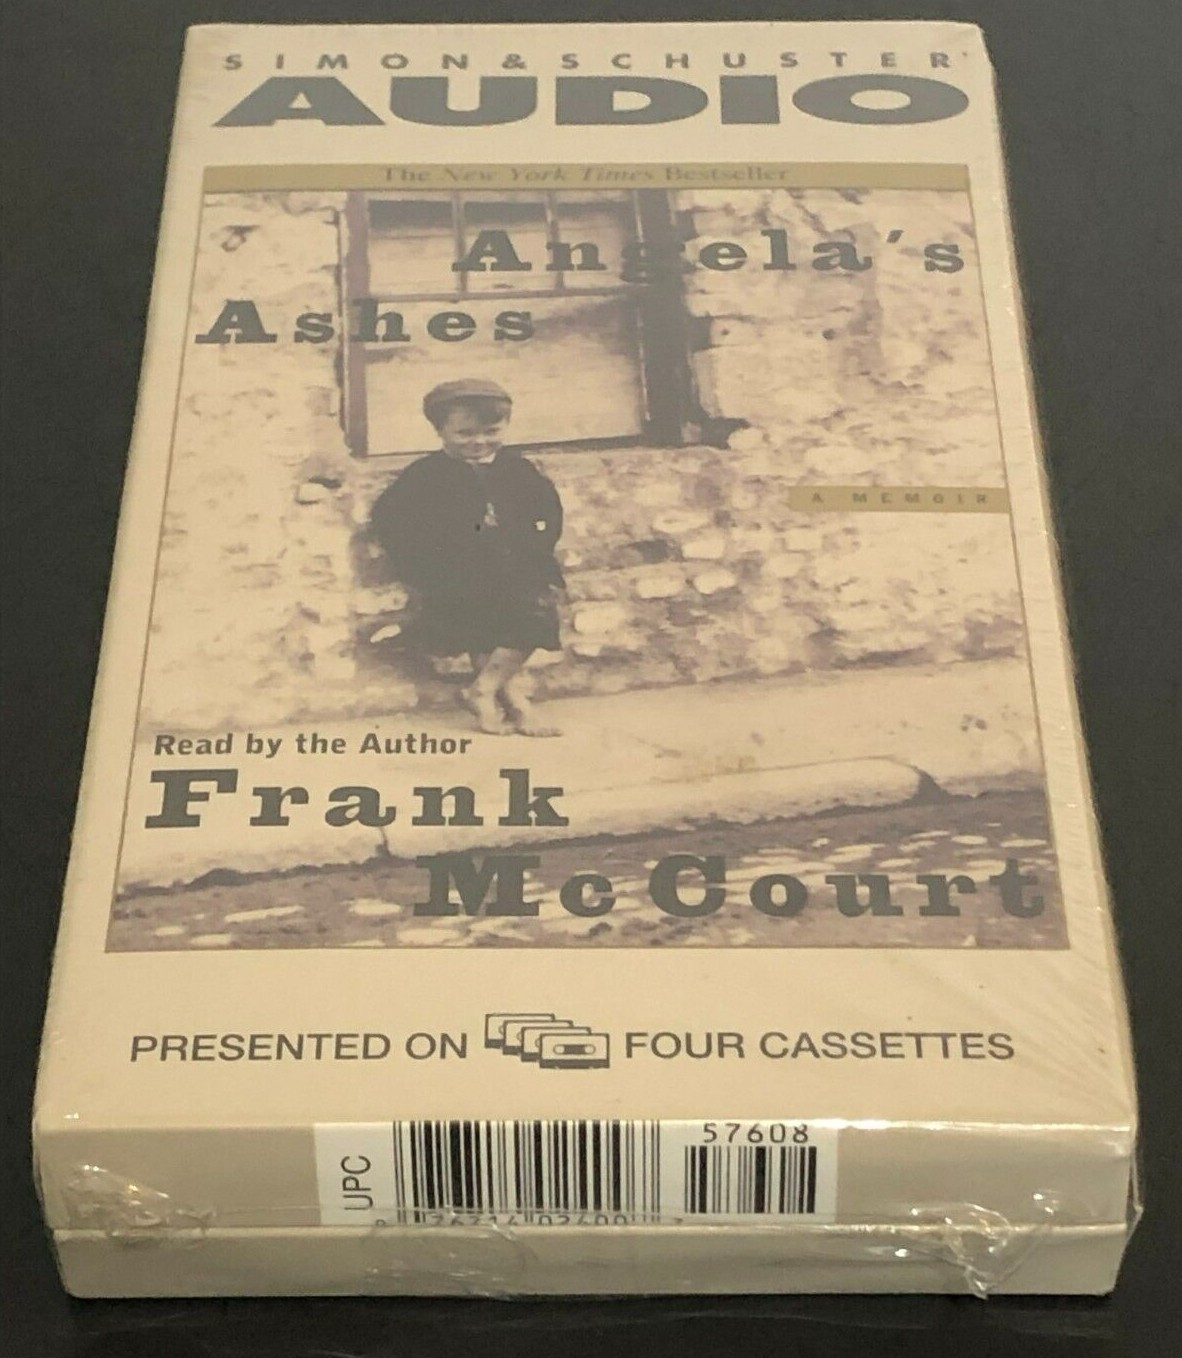 SIMON & SCHUSTER
AUDIO
The New York Times Bestseller
Angela's
Ashes
A MEMOIR
Read by the Author
Frank
McCourt
PRESENTED ON FOUR CASSETTES
UPC
57608